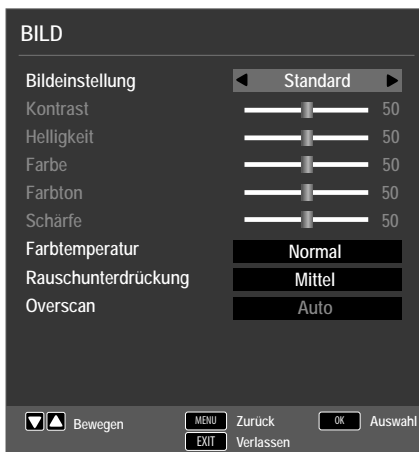 BILD
Bildeinstellung Standard
Kontrast 50
Helligkeit 50
Farbe 50
Farbton 50
Schärfe 50
Farbtemperatur Normal
Rauschunterdrückung Mittel
Overscan Auto
Bewegen MENU Zurück OK Auswahl
EXIT Verlassen